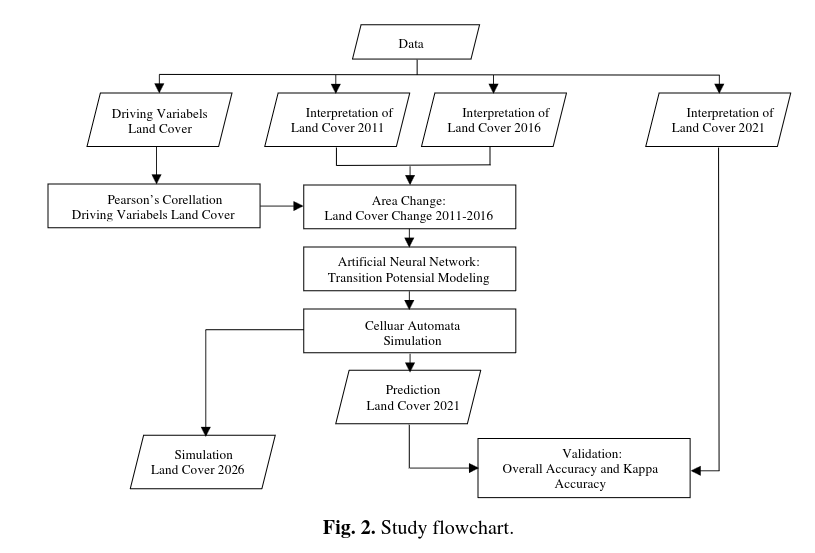 Data
Driving Variabels
Land Cover
Interpretation of
Land Cover 2011
Interpretation of
Land Cover 2016
Interpretation of
Land Cover 2021
Pearson's Corellation
Driving Variabels Land Cover
Area Change:
Land Cover Change 2011-2016
Artificial Neural Network:
Transition Potensial Modeling
Celluar Automata
Simulation
Prediction
Land Cover 2021
Simulation
Land Cover 2026
Validation:
Overall Accuracy and Kappa
Accuracy
Fig. 2. Study flowchart.